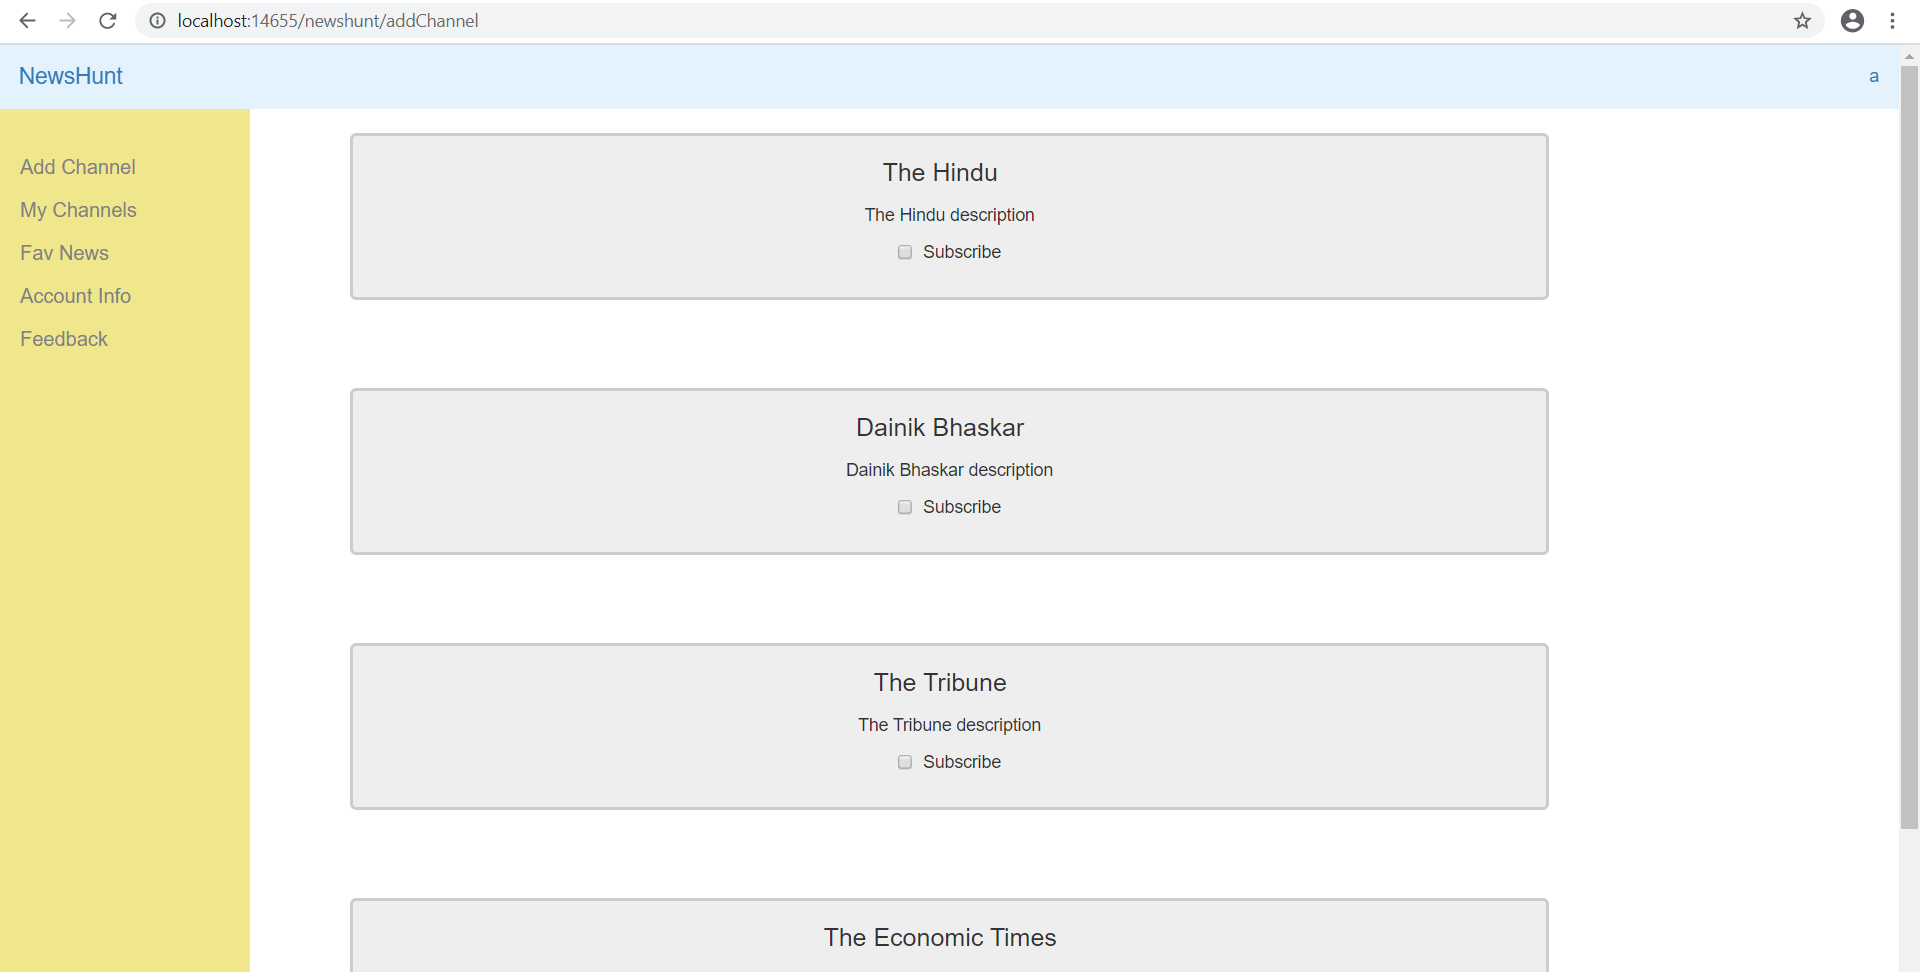 localhost:14655/newshunt/addChannel
NewsHunt
a
Add Channel
My Channels
Fav News
Account Info
Feedback
The Hindu
The Hindu description
Subscribe
Dainik Bhaskar
Dainik Bhaskar description
Subscribe
The Tribune
The Tribune description
Subscribe
The Economic Times